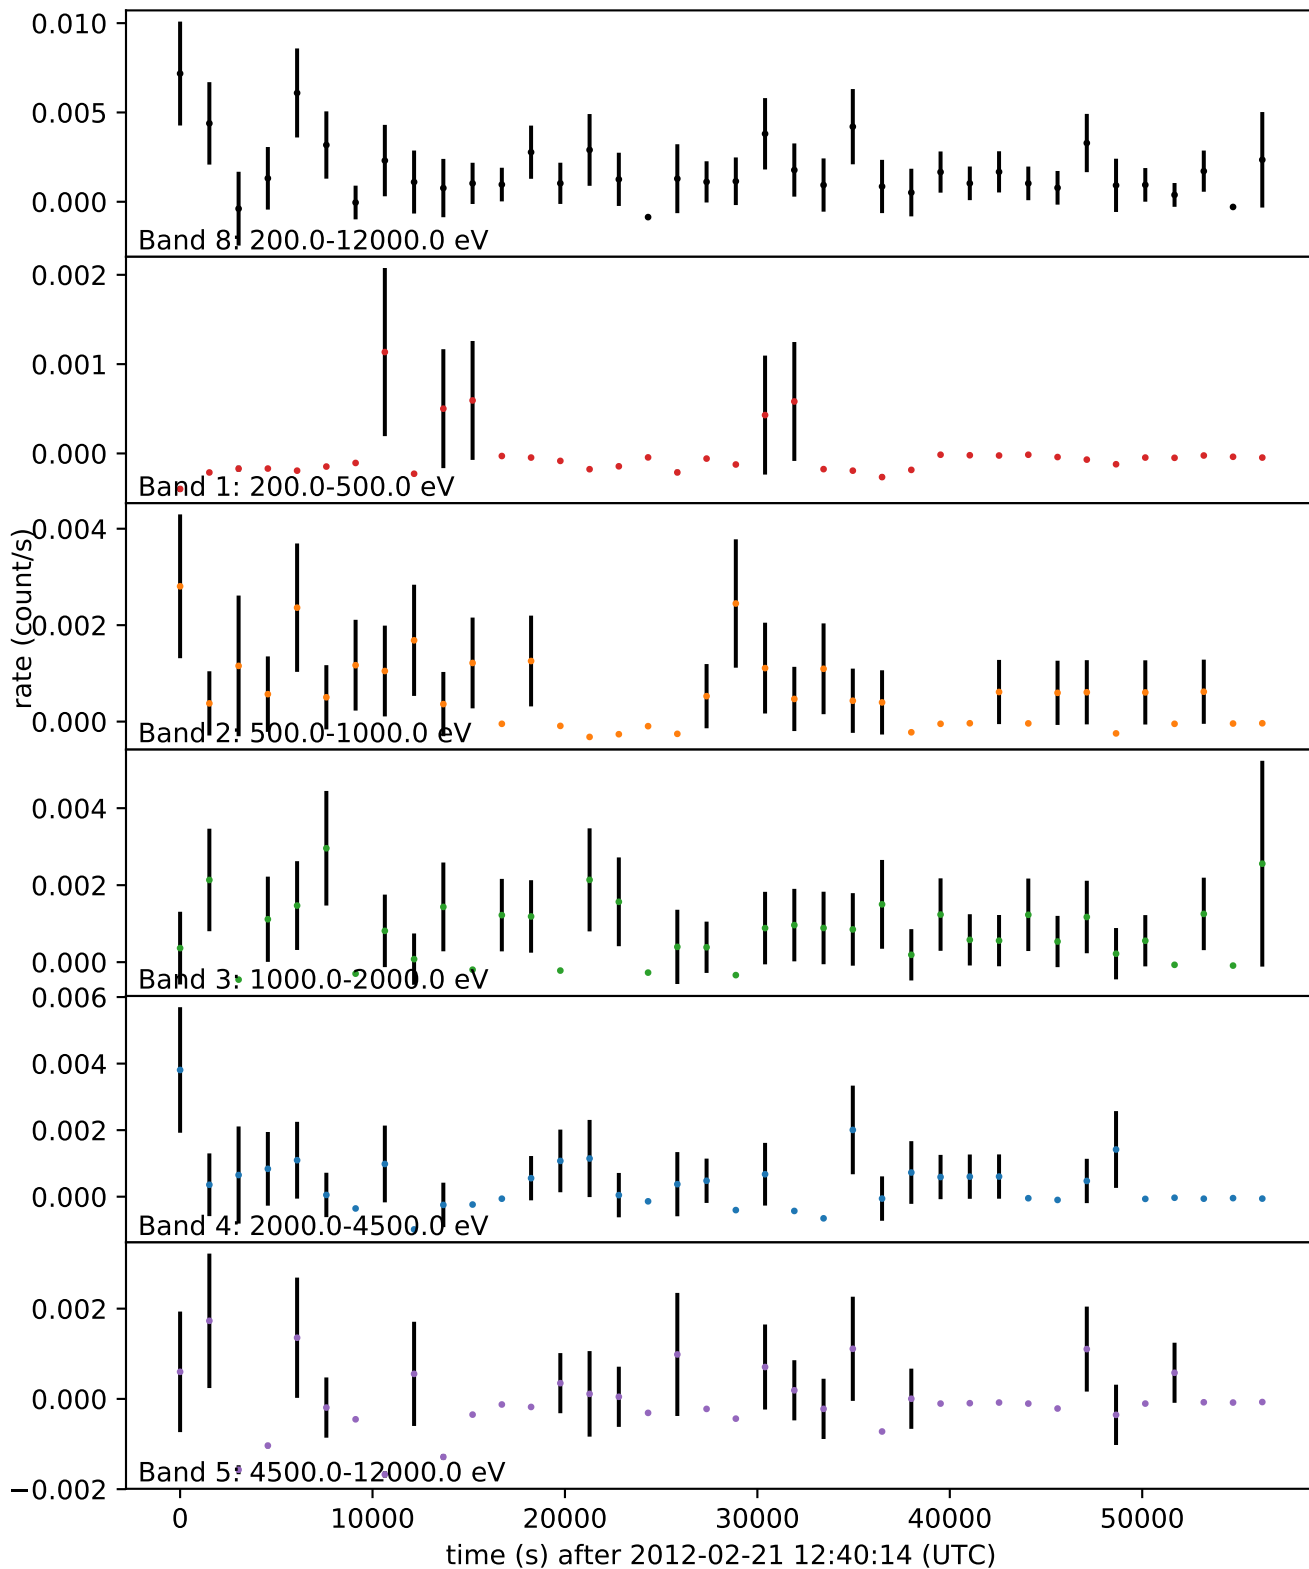 0.010
0.005
0.000
Band 8: 200.0-12000.0 eV
0.002
0.001
0.000
Band 1: 200.0-500.0 eV
rate (count/s)
0.004
0.002
0.000
Band 2: 500.0-1000.0 eV
0.004
0.002
0.000
Band 3: 1000.0-2000.0 eV
0.006
0.004
0.002
0.000
Band 4: 2000.0-4500.0 eV
0.002
0.000
−0.002
Band 5: 4500.0-12000.0 eV
0 10000 20000 30000 40000 50000
time (s) after 2012-02-21 12:40:14 (UTC)